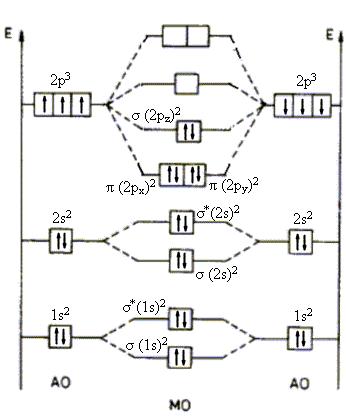 E E
2p³ 2p³
σ (2p_z)²
π (2pₓ)² π (2p_y)²
2s² σ*(2s)² 2s²
σ (2s)²
1s² σ*(1s)² 1s²
σ (1s)²
AO MO AO